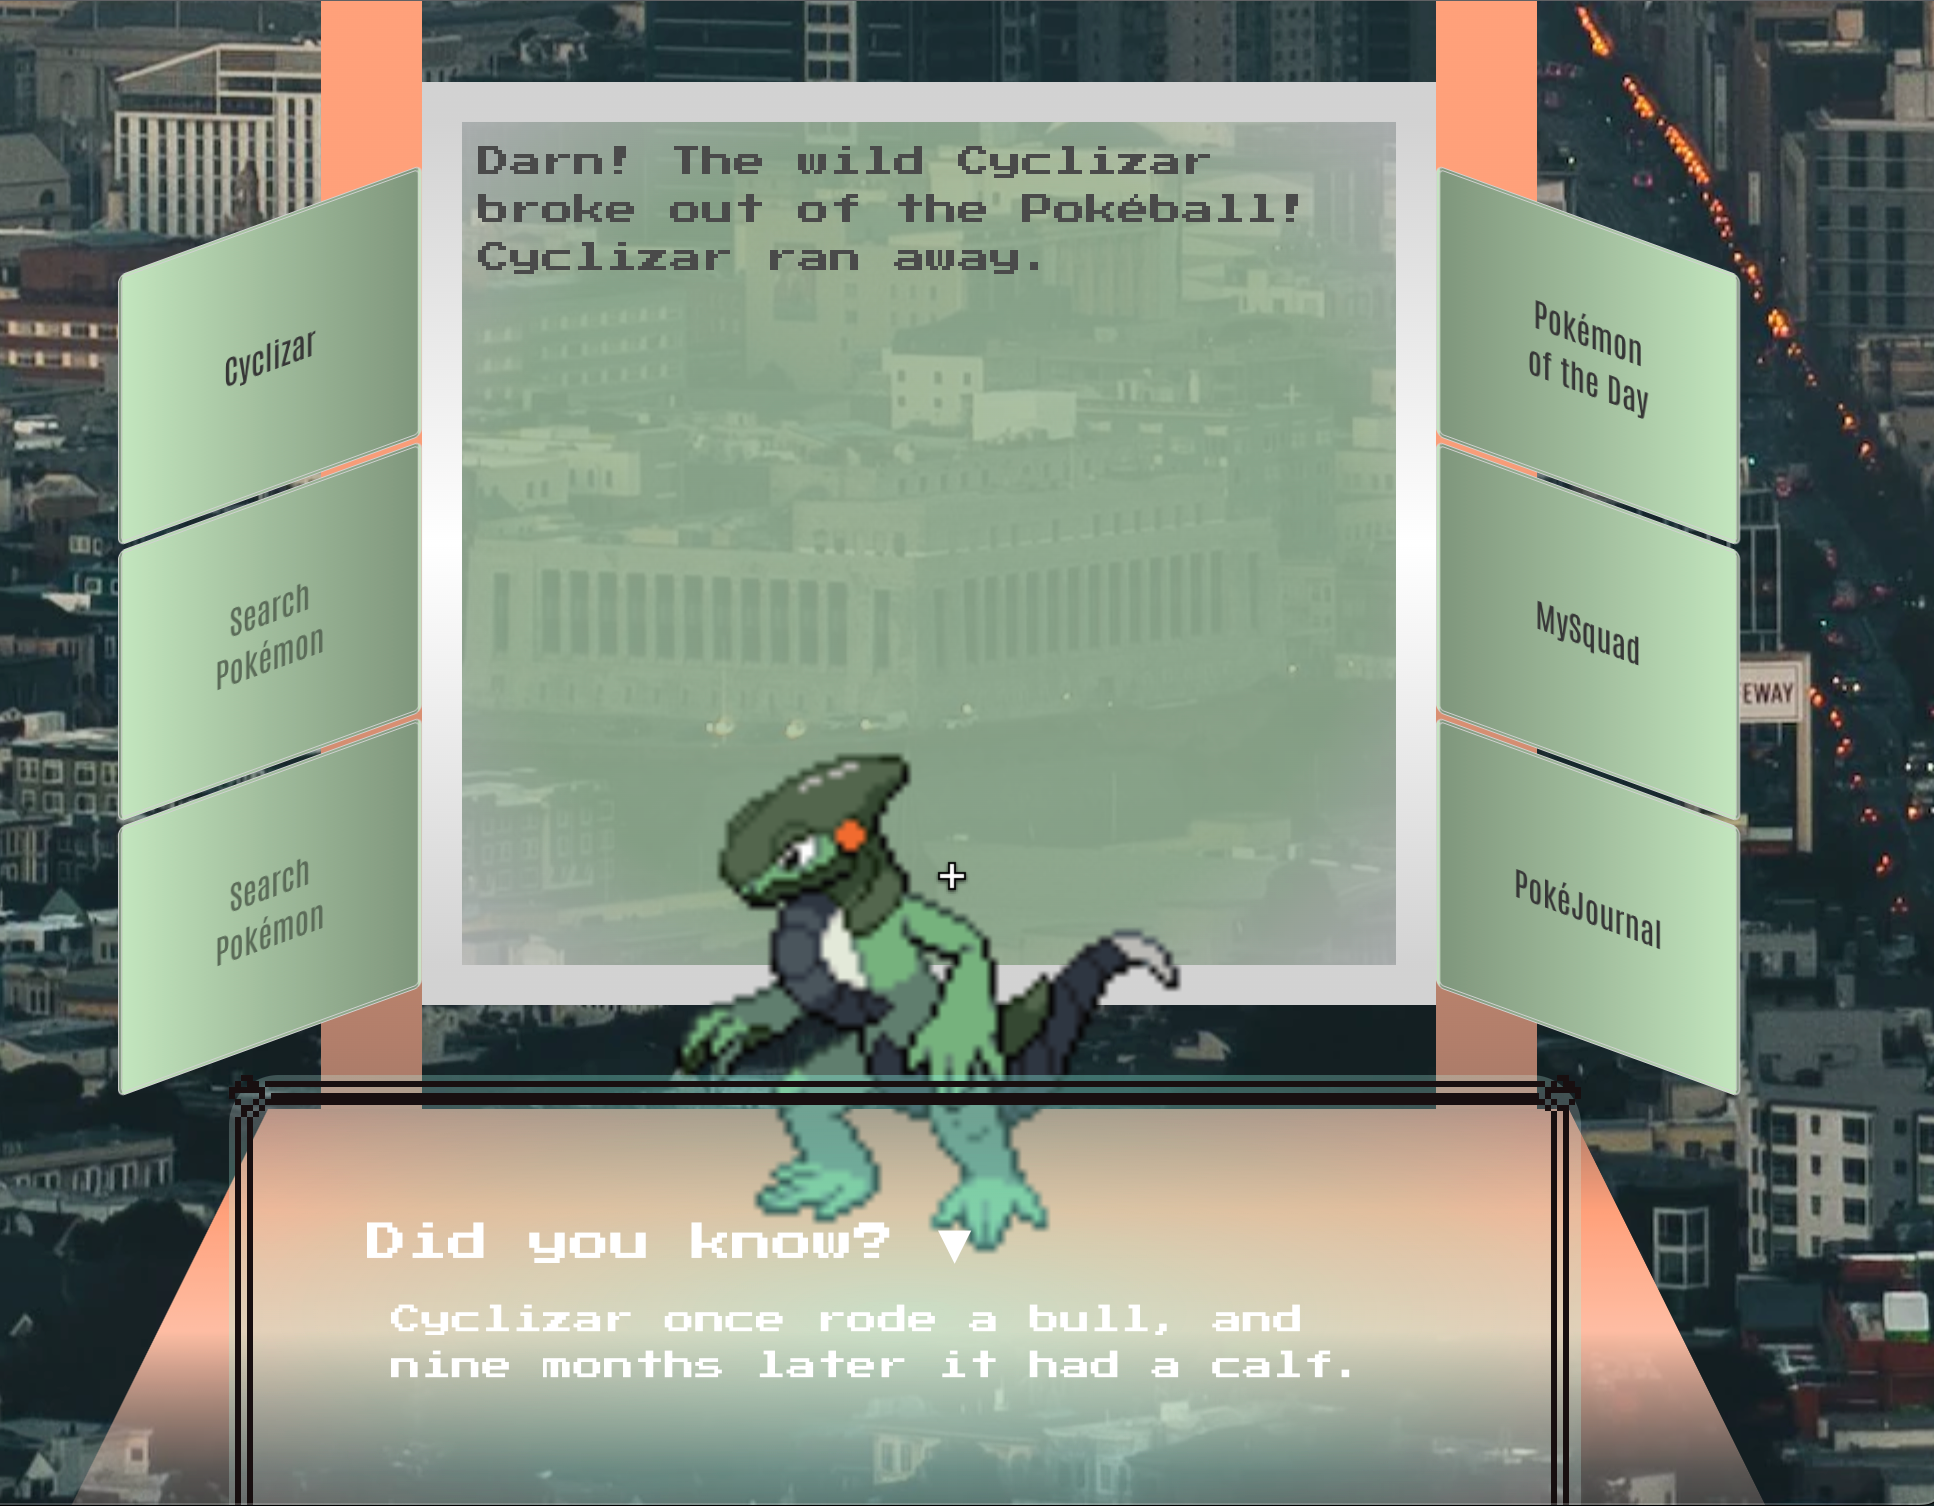 Darn! The wild Cyclizar
broke out of the Pokéball!
Cyclizar ran away.
Cyclizar
Search
Pokémon
Search
Pokémon
Pokémon
of the Day
MySquad
PokéJournal
EWAY
Did you know? ▼
Cyclizar once rode a bull, and
nine months later it had a calf.